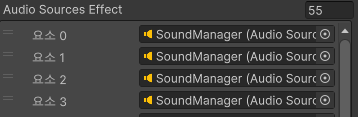 Audio Sources Effect 55
요소 0 SoundManager (Audio Sourc
요소 1 SoundManager (Audio Sourc
요소 2 SoundManager (Audio Sourc
요소 3 SoundManager (Audio Sourc